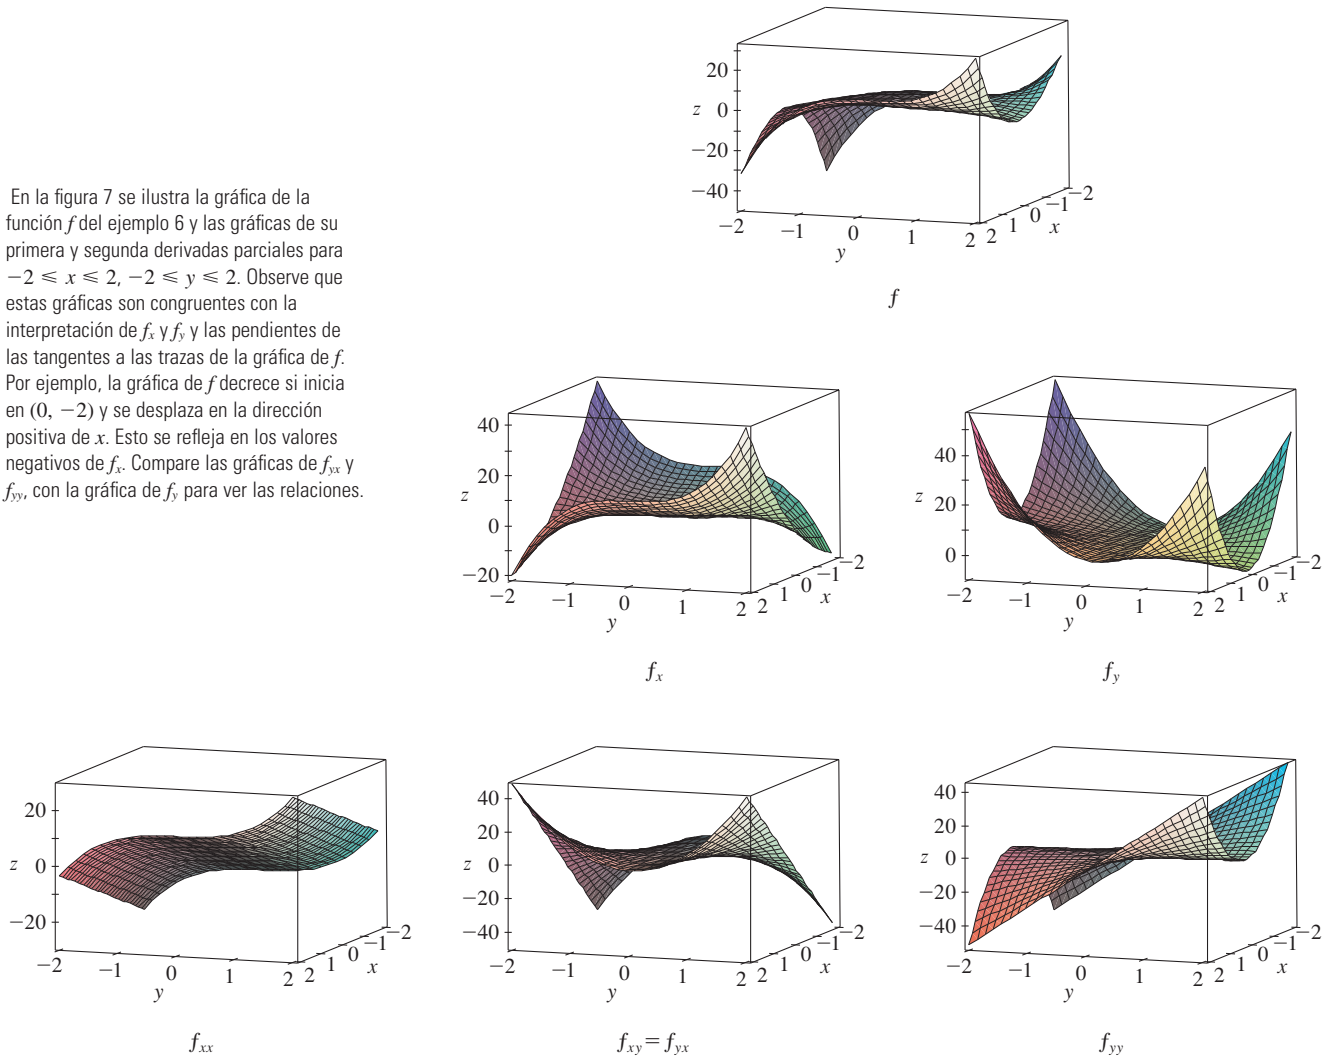 En la figura 7 se ilustra la gráfica de la
función f del ejemplo 6 y las gráficas de su
primera y segunda derivadas parciales para
−2 ≤ x ≤ 2, −2 ≤ y ≤ 2. Observe que
estas gráficas son congruentes con la
interpretación de fₓ y f_y y las pendientes de
las tangentes a las trazas de la gráfica de f.
Por ejemplo, la gráfica de f decrece si inicia
en (0, −2) y se desplaza en la dirección
positiva de x. Esto se refleja en los valores
negativos de fₓ. Compare las gráficas de f_yx y
f_yy, con la gráfica de f_y para ver las relaciones.
20
z 0
−20
−40
−2 −1 0 1 2 2 1 0 −1 −2
y x
f
40
20
z
0
−20
−2 −1 0 1 2 2 1 0 −1 −2
y x
fₓ
40
z 20
0
−2 −1 0 1 2 2 1 0 −1 −2
y x
f_y
20
z 0
−20
−2 −1 0 1 2 2 1 0 −1 −2
y x
f_xx
40
20
z 0
−20
−40
−2 −1 0 1 2 2 1 0 −1 −2
y x
f_xy = f_yx
40
20
z 0
−20
−40
−2 −1 0 1 2 2 1 0 −1 −2
y x
f_yy